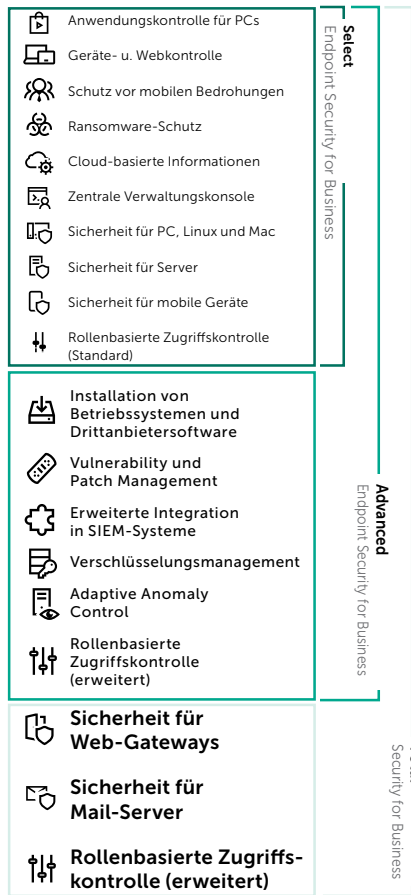 Anwendungskontrolle für PCs
Geräte- u. Webkontrolle
Schutz vor mobilen Bedrohungen
Ransomware-Schutz
Cloud-basierte Informationen
Zentrale Verwaltungskonsole
Sicherheit für PC, Linux und Mac
Sicherheit für Server
Sicherheit für mobile Geräte
Rollenbasierte Zugriffskontrolle
(Standard)
Select
Endpoint Security for Business
Installation von
Betriebssystemen und
Drittanbietersoftware
Vulnerability und
Patch Management
Erweiterte Integration
in SIEM-Systeme
Verschlüsselungsmanagement
Adaptive Anomaly
Control
Rollenbasierte
Zugriffskontrolle
(erweitert)
Advanced
Endpoint Security for Business
Sicherheit für
Web-Gateways
Sicherheit für
Mail-Server
Rollenbasierte Zugriffs-
kontrolle (erweitert)
Security for Business